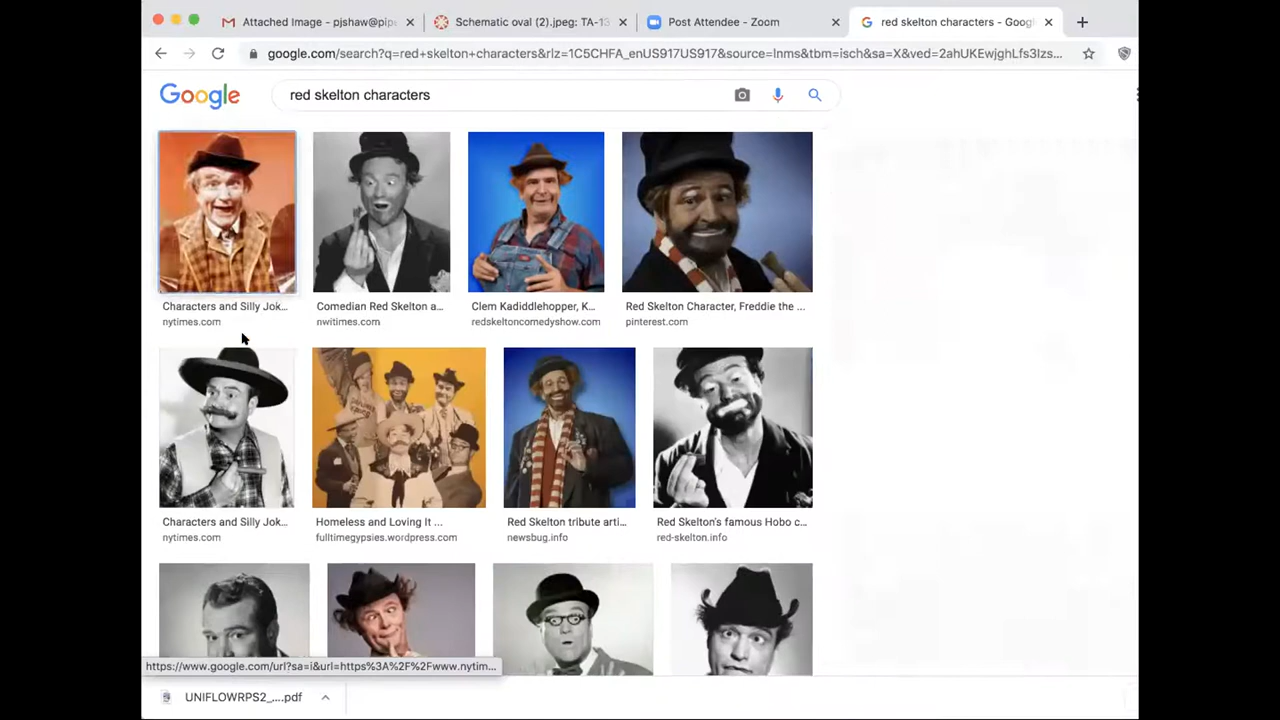 Attached Image - pjshaw@pip
Schematic oval (2).jpeg: TA-13
Post Attendee - Zoom
red skelton characters - Goog
google.com/search?q=red+skelton+characters&rlz=1C5CHFA_enUS917US917&source=lnms&tbm=isch&sa=X&ved=2ahUKEwjghLfs3Izs...
Google
red skelton characters
Characters and Silly Jok...
nytimes.com
Comedian Red Skelton a...
nwitimes.com
Clem Kadiddlehopper, K...
redskeltoncomedyshow.com
Red Skelton Character, Freddie the ...
pinterest.com
Characters and Silly Jok...
nytimes.com
Homeless and Loving It ...
fulltimegypsies.wordpress.com
Red Skelton tribute arti...
newsbug.info
Red Skelton's famous Hobo c...
red-skelton.info
https://www.google.com/url?sa=i&url=https%3A%2F%2Fwww.nytim...
UNIFLOWRPS2_....pdf